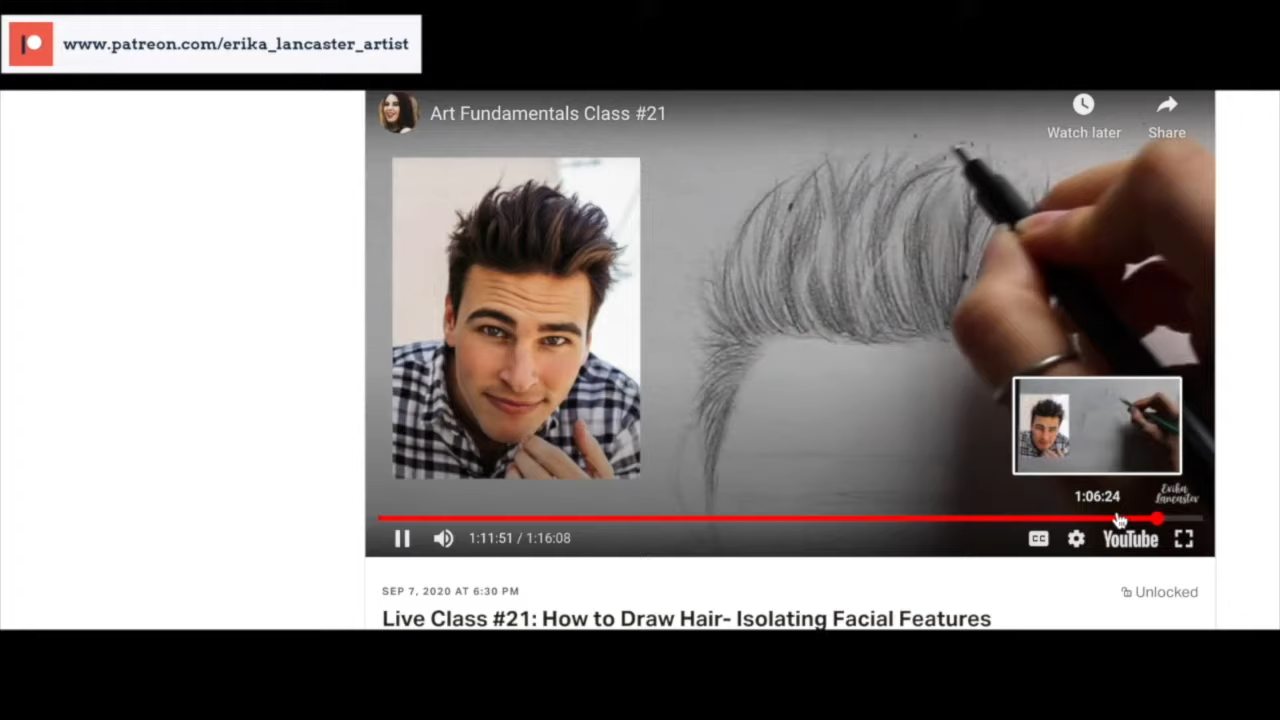 www.patreon.com/erika_lancaster_artist
Art Fundamentals Class #21
Watch later
Share
1:06:24
Erika
Lancaster
1:11:51 / 1:16:08
CC
YouTube
SEP 7, 2020 AT 6:30 PM
Unlocked
Live Class #21: How to Draw Hair- Isolating Facial Features